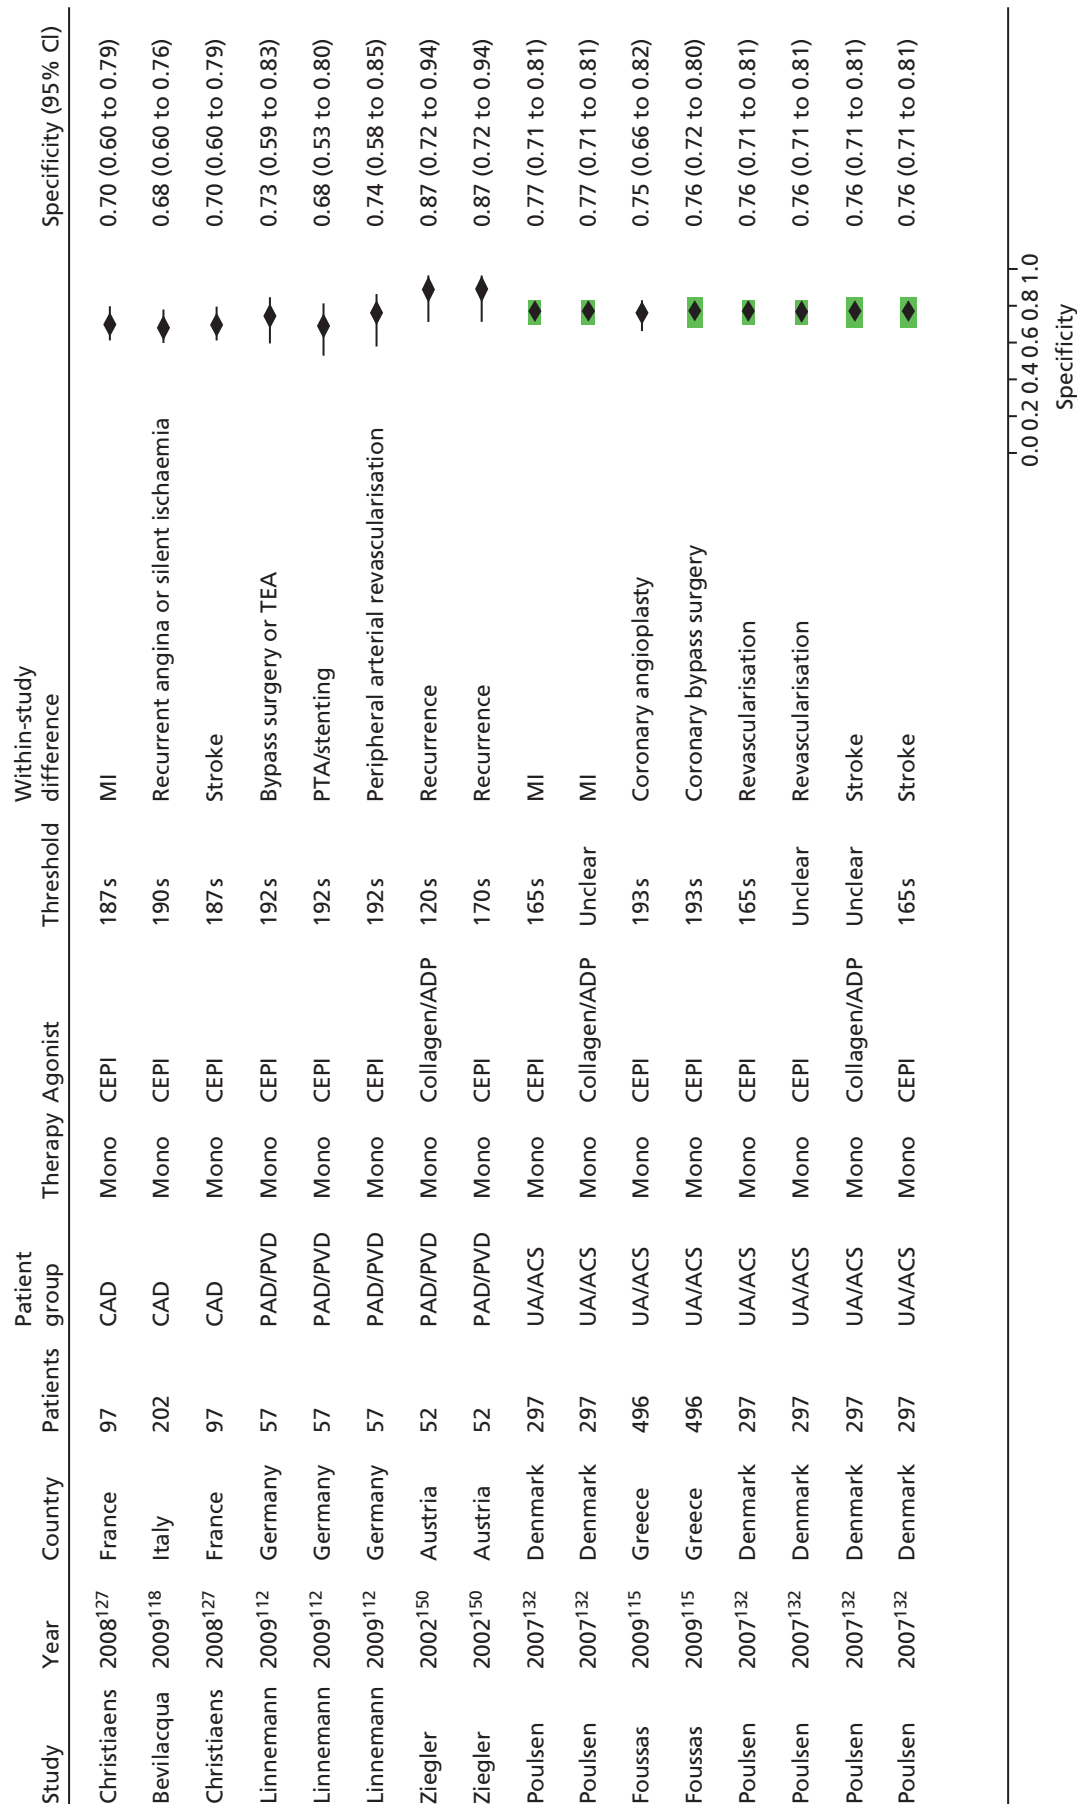 Study Year Country Patients Patient group Therapy Agonist Threshold Within-study difference Specificity (95% CI)
Christiaens 2008127 France 97 CAD Mono CEPI 187 s MI 0.70 (0.60 to 0.79)
Bevilacqua 2009118 Italy 202 CAD Mono CEPI 190 s Recurrent angina or silent ischaemia 0.68 (0.60 to 0.76)
Christiaens 2008127 France 97 CAD Mono CEPI 187 s Stroke 0.70 (0.60 to 0.79)
Linnemann 2009112 Germany 57 PAD/PVD Mono CEPI 192 s Bypass surgery or TEA 0.73 (0.59 to 0.83)
Linnemann 2009112 Germany 57 PAD/PVD Mono CEPI 192 s PTA/stenting 0.68 (0.53 to 0.80)
Linnemann 2009112 Germany 57 PAD/PVD Mono CEPI 192 s Peripheral arterial revascularisation 0.74 (0.58 to 0.85)
Ziegler 2002150 Austria 52 PAD/PVD Mono Collagen/ADP 120 s Recurrence 0.87 (0.72 to 0.94)
Ziegler 2002150 Austria 52 PAD/PVD Mono CEPI 170 s Recurrence 0.87 (0.72 to 0.94)
Poulsen 2007132 Denmark 297 UA/ACS Mono CEPI 165 s MI 0.77 (0.71 to 0.81)
Poulsen 2007132 Denmark 297 UA/ACS Mono Collagen/ADP Unclear MI 0.77 (0.71 to 0.81)
Foussas 2009115 Greece 496 UA/ACS Mono CEPI 193 s Coronary angioplasty 0.75 (0.66 to 0.82)
Foussas 2009115 Greece 496 UA/ACS Mono CEPI 193 s Coronary bypass surgery 0.76 (0.72 to 0.80)
Poulsen 2007132 Denmark 297 UA/ACS Mono CEPI 165 s Revascularisation 0.76 (0.71 to 0.81)
Poulsen 2007132 Denmark 297 UA/ACS Mono CEPI Unclear Revascularisation 0.76 (0.71 to 0.81)
Poulsen 2007132 Denmark 297 UA/ACS Mono Collagen/ADP Unclear Stroke 0.76 (0.71 to 0.81)
Poulsen 2007132 Denmark 297 UA/ACS Mono CEPI 165 s Stroke 0.76 (0.71 to 0.81)
0.0 0.2 0.4 0.6 0.8 1.0
Specificity